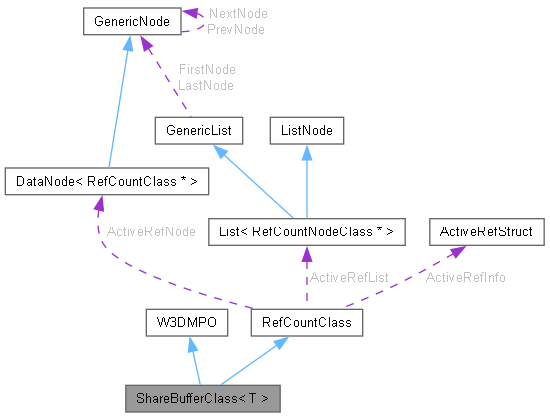 GenericNode
NextNode
PrevNode
FirstNode
LastNode
GenericList
ListNode
DataNode< RefCountClass * >
ActiveRefNode
List< RefCountNodeClass * >
ActiveRefStruct
ActiveRefList
ActiveRefInfo
W3DMPO
RefCountClass
ShareBufferClass< T >